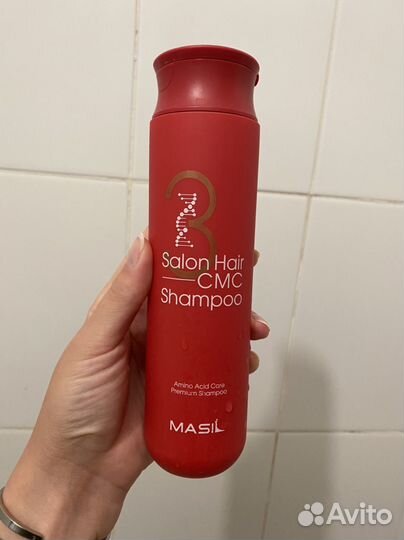 3
Salon Hair
CMC
Shampoo
Amino Acid Care
Premium Shampoo
MASIL
Avito